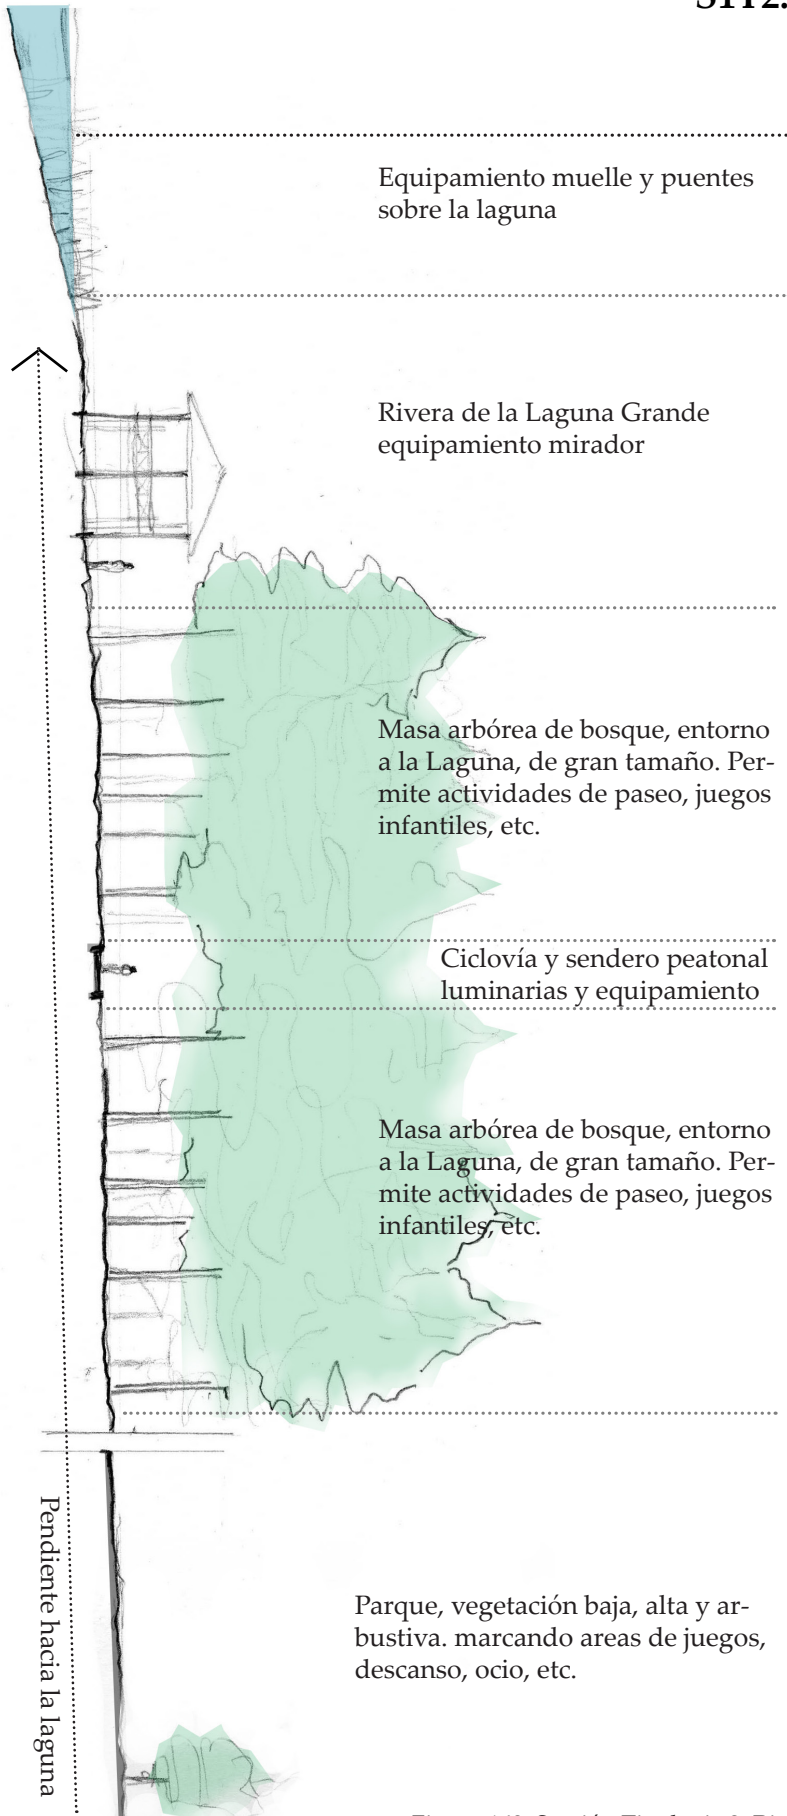 Equipamiento muelle y puentes
sobre la laguna
Rivera de la Laguna Grande
equipamiento mirador
Masa arbórea de bosque, entorno
a la Laguna, de gran tamaño. Per-
mite actividades de paseo, juegos
infantiles, etc.
Ciclovía y sendero peatonal
luminarias y equipamiento
Masa arbórea de bosque, entorno
a la Laguna, de gran tamaño. Per-
mite actividades de paseo, juegos
infantiles, etc.
Pendiente hacia la laguna
Parque, vegetación baja, alta y ar-
bustiva. marcando areas de juegos,
descanso, ocio, etc.